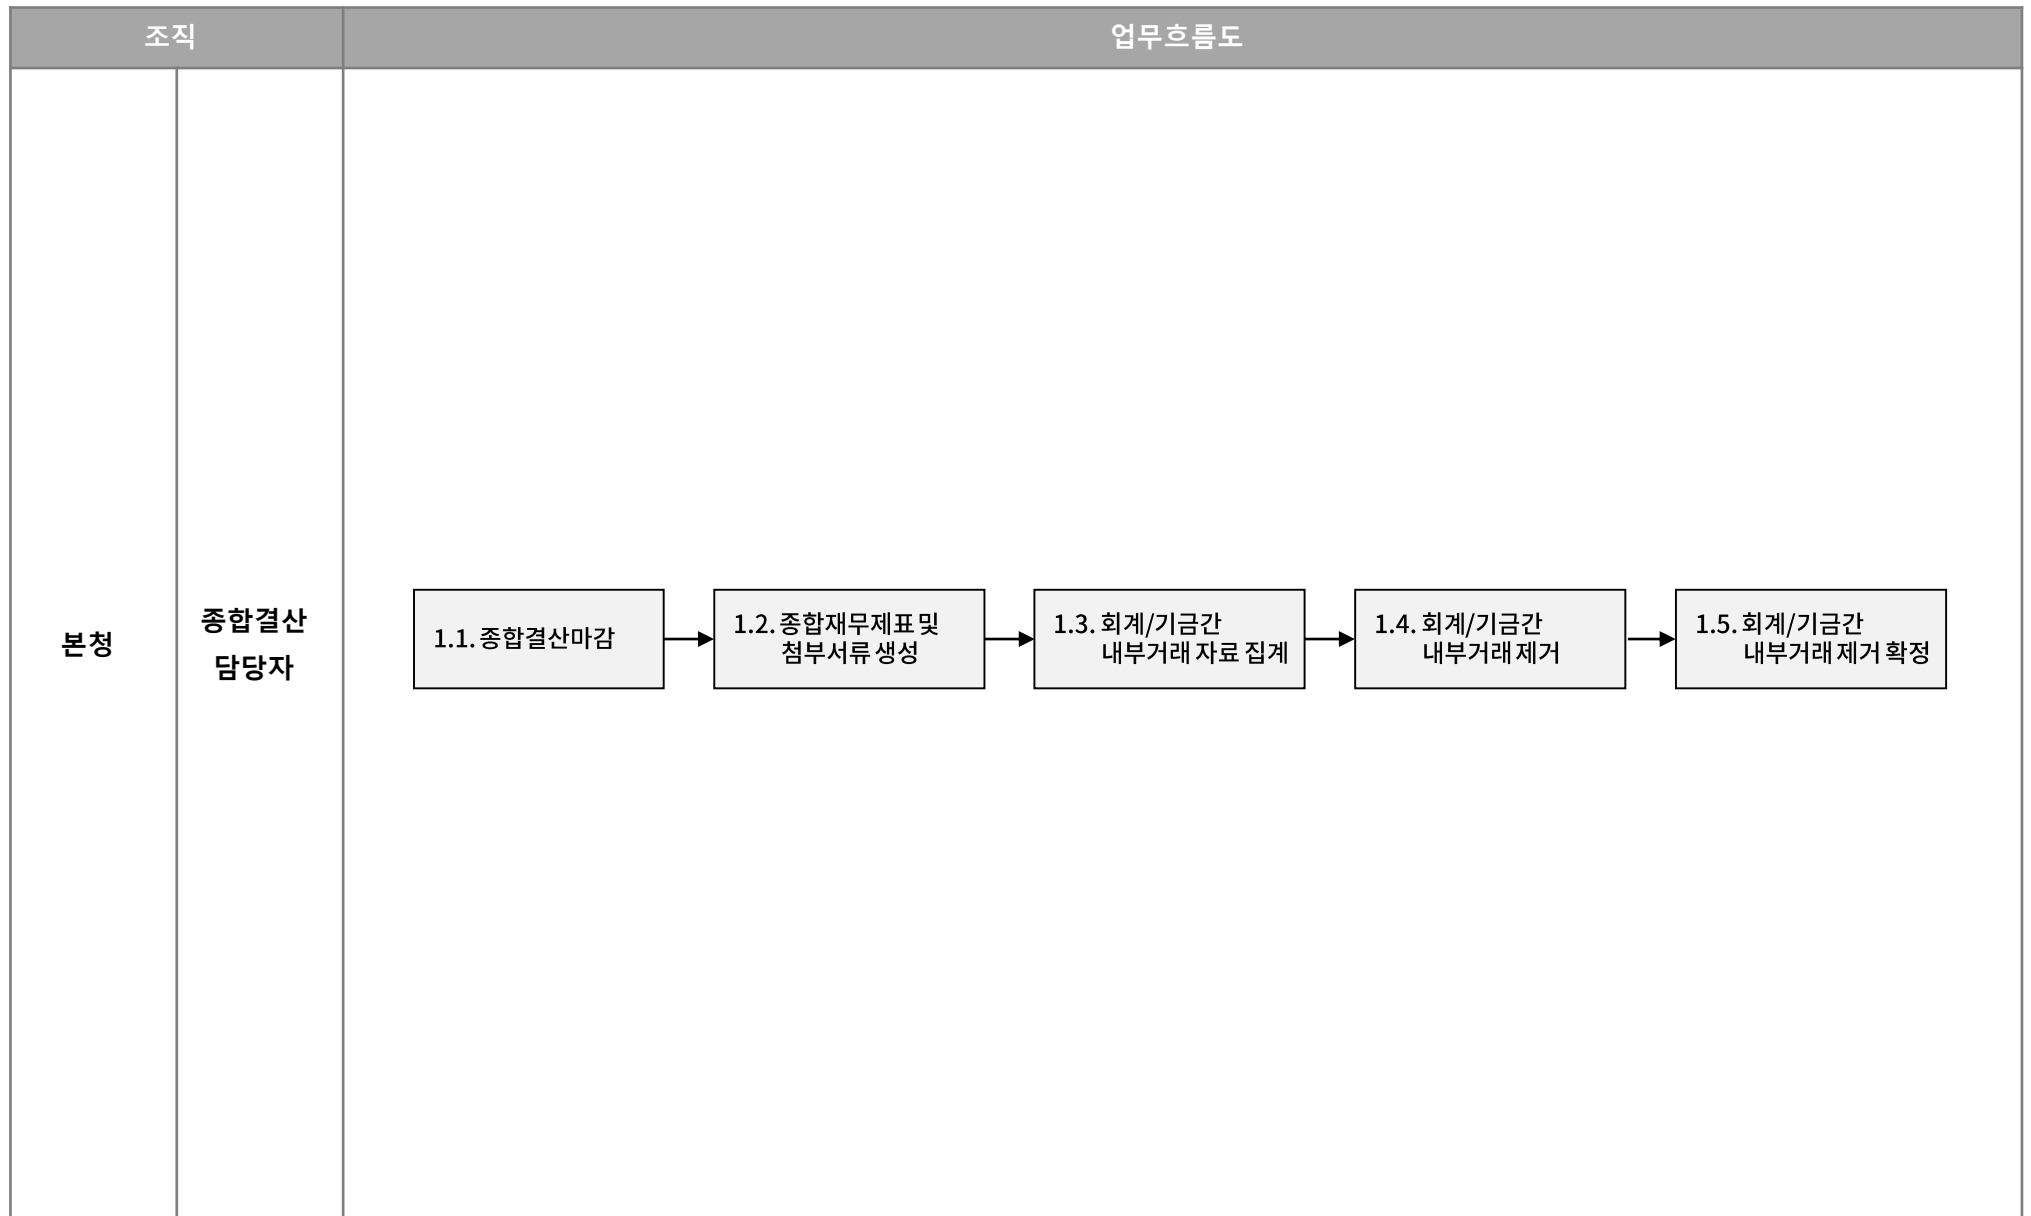 조직
업무흐름도
본청
종합결산
담당자
1.1. 종합결산마감
1.2. 종합재무제표 및
첨부서류 생성
1.3. 회계/기금간
내부거래 자료 집계
1.4. 회계/기금간
내부거래 제거
1.5. 회계/기금간
내부거래 제거 확정